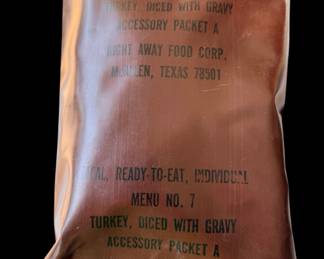 TURKEY, DICED WITH GRAVY
ACCESSORY PACKET A
RIGHT AWAY FOOD CORP.
McALLEN, TEXAS 78501
MEAL, READY-TO-EAT, INDIVIDUAL
MENU NO. 7
TURKEY, DICED WITH GRAVY
ACCESSORY PACKET A